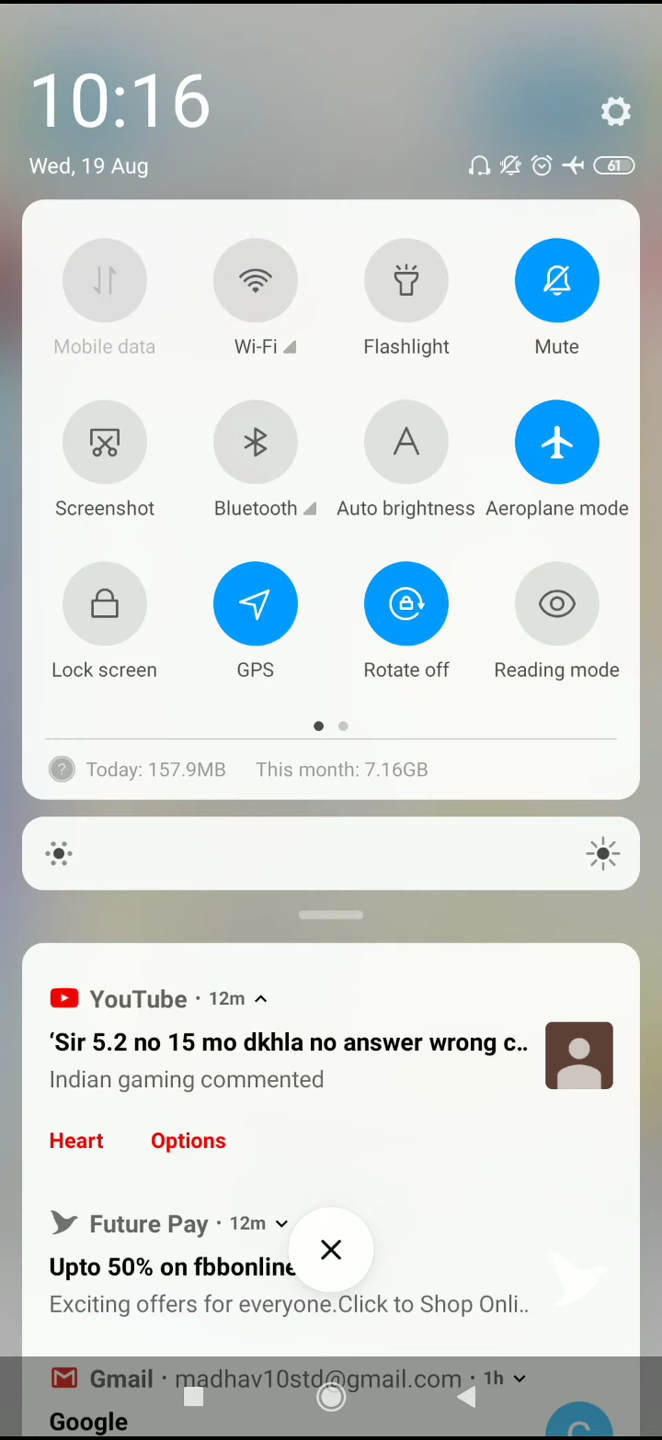 10:16
Wed, 19 Aug
61
Mobile data
Wi-Fi
Flashlight
Mute
Screenshot
Bluetooth
Auto brightness
Aeroplane mode
Lock screen
GPS
Rotate off
Reading mode
? Today: 157.9MB This month: 7.16GB
YouTube · 12m
‘Sir 5.2 no 15 mo dkhla no answer wrong c..
Indian gaming commented
Heart Options
Future Pay · 12m
Upto 50% on fbbonline
Exciting offers for everyone.Click to Shop Onli..
Gmail · madhav10std@gmail.com · 1h
Google